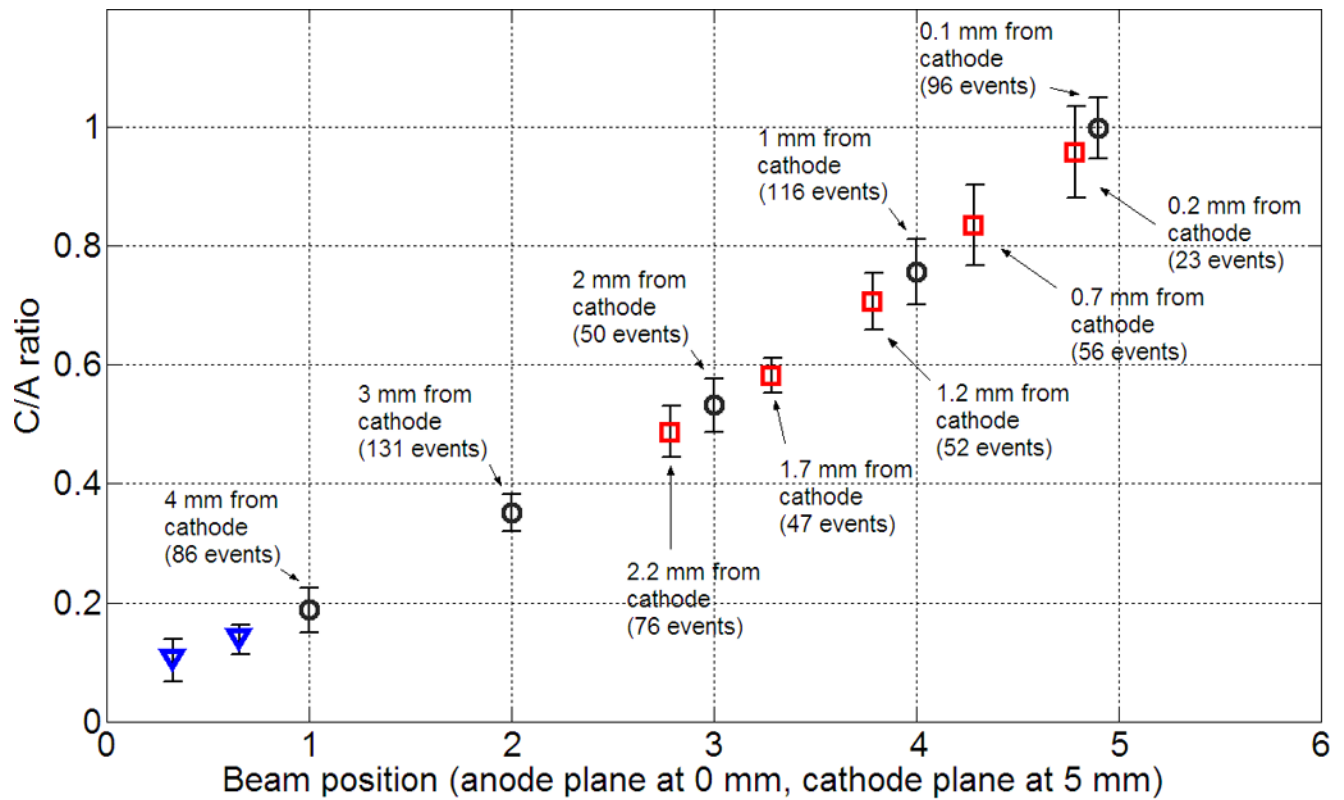 0.1 mm from
cathode
(96 events)
1 mm from
cathode
(116 events)
0.2 mm from
cathode
(23 events)
2 mm from
cathode
(50 events)
0.7 mm from
cathode
(56 events)
3 mm from
cathode
(131 events)
1.2 mm from
cathode
(52 events)
1.7 mm from
cathode
(47 events)
4 mm from
cathode
(86 events)
2.2 mm from
cathode
(76 events)
C/A ratio
1
0.8
0.6
0.4
0.2
0
0 1 2 3 4 5 6
Beam position (anode plane at 0 mm, cathode plane at 5 mm)